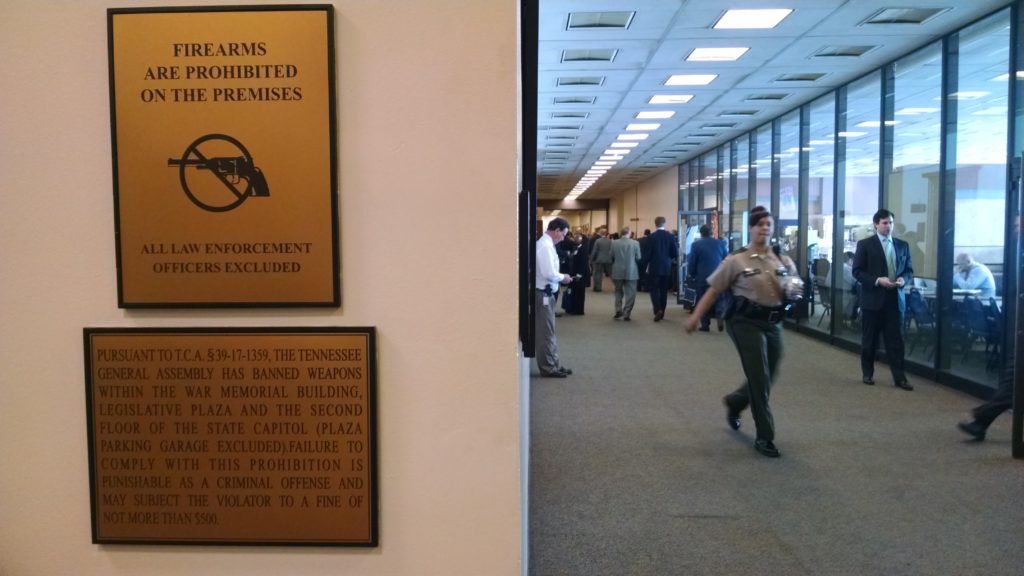 FIREARMS
ARE PROHIBITED
ON THE PREMISES
ALL LAW ENFORCEMENT
OFFICERS EXCLUDED
PURSUANT TO T.C.A. §39-17-1359, THE TENNESSEE
GENERAL ASSEMBLY HAS BANNED WEAPONS
WITHIN THE WAR MEMORIAL BUILDING,
LEGISLATIVE PLAZA AND THE SECOND
FLOOR OF THE STATE CAPITOL (PLAZA
PARKING GARAGE EXCLUDED).FAILURE TO
COMPLY WITH THIS PROHIBITION IS
PUNISHABLE AS A CRIMINAL OFFENSE AND
MAY SUBJECT THE VIOLATOR TO A FINE OF
NOT MORE THAN $500.